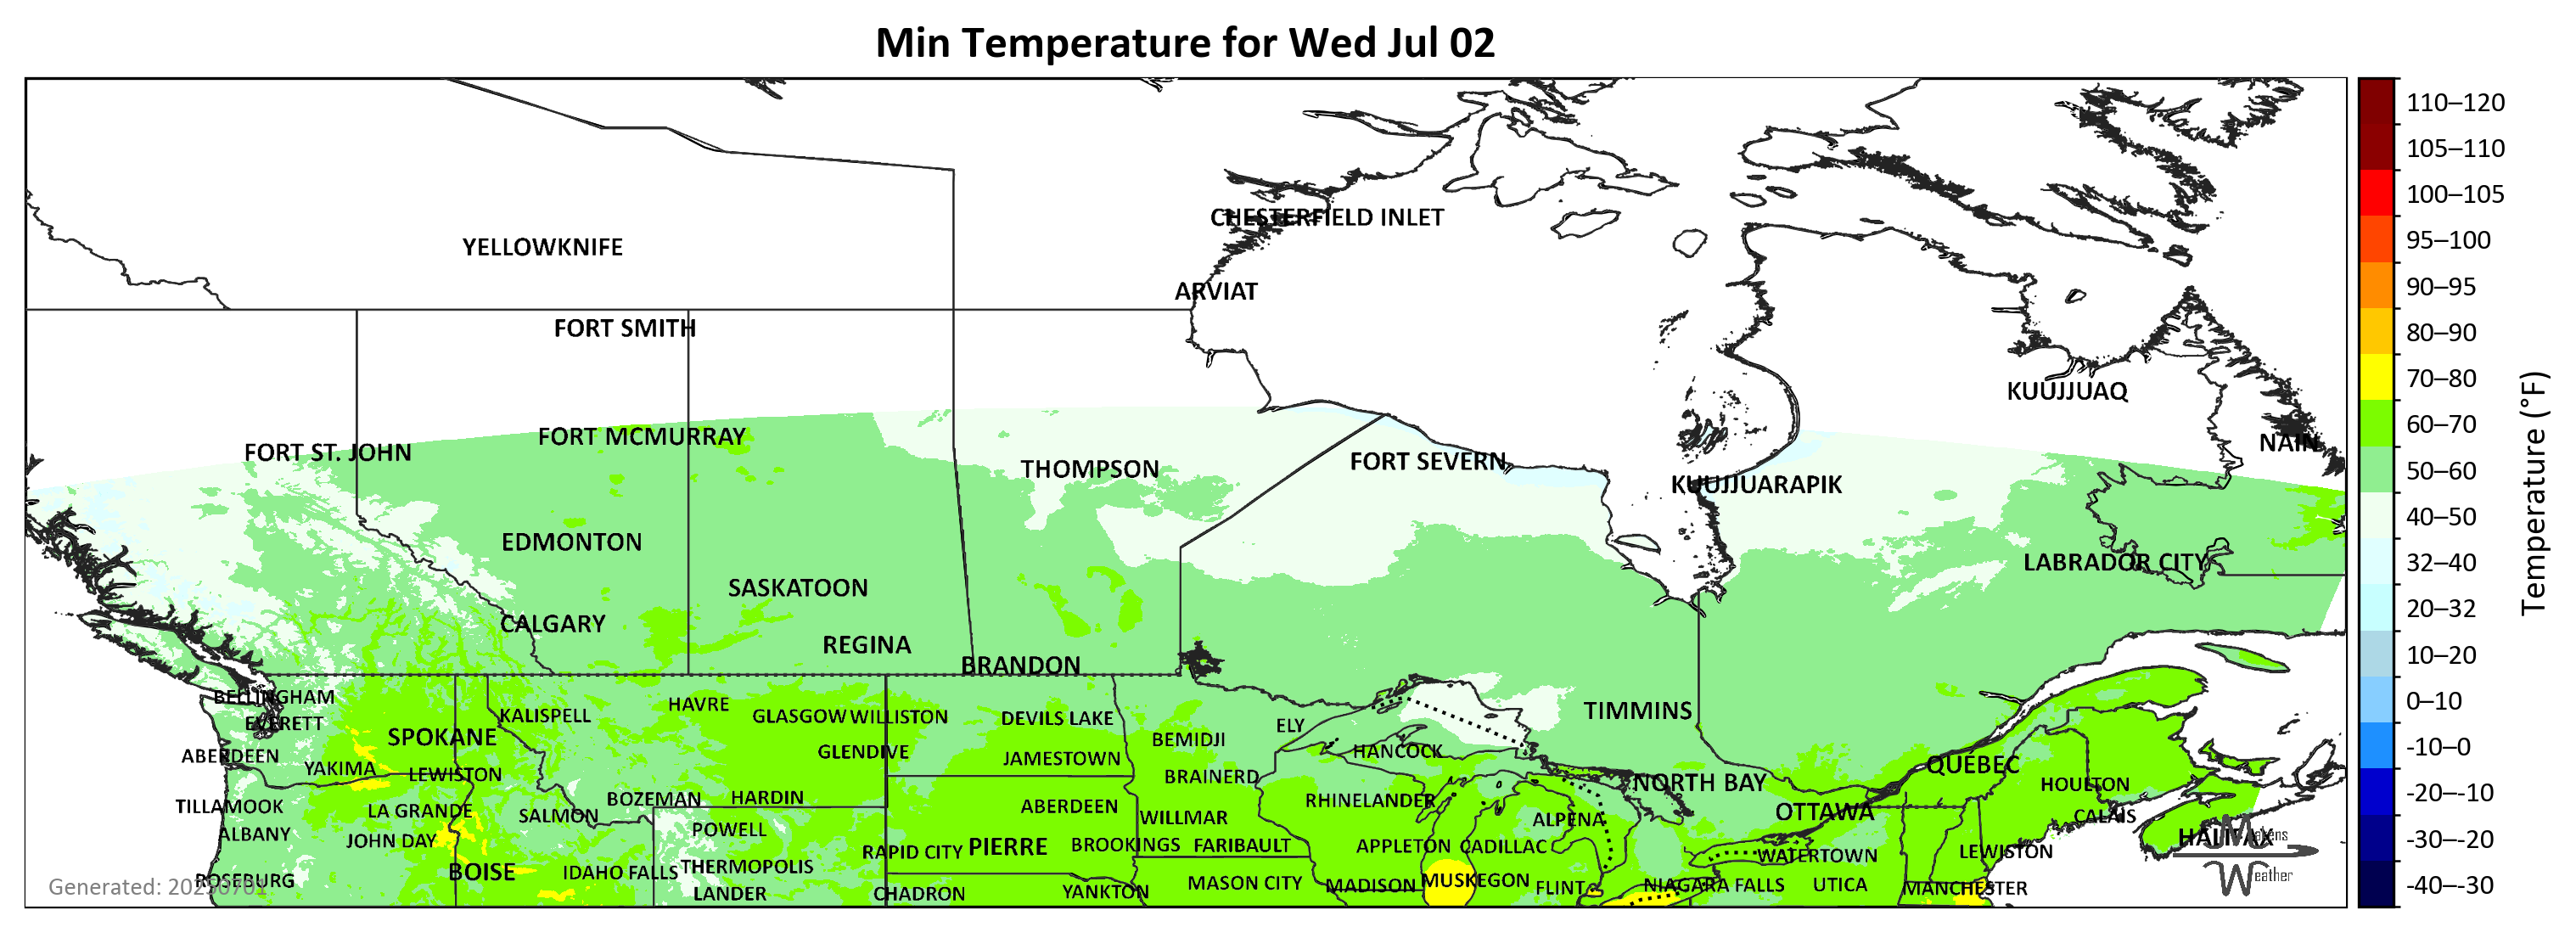 Min Temperature for Wed Jul 02
110–120
105–110
100–105
95–100
90–95
80–90
70–80
60–70
50–60
40–50
32–40
20–32
10–20
0–10
-10–0
-20–-10
-30–-20
-40–-30
Temperature (°F)
CHESTERFIELD INLET
YELLOWKNIFE
ARVIAT
FORT SMITH
KUUJJUAQ
FORT MCMURRAY
NAIN
FORT ST. JOHN
FORT SEVERN
THOMPSON
KUUJJUARAPIK
EDMONTON
LABRADOR CITY
SASKATOON
CALGARY
REGINA
BRANDON
BELLINGHAM
HAVRE
TIMMINS
KALISPELL
GLASGOW
WILLISTON
DEVILS LAKE
EVERETT
ELY
SPOKANE
BEMIDJI
GLENDIVE
HANCOCK
ABERDEEN
JAMESTOWN
QUÉBEC
YAKIMA
LEWISTON
BRAINERD
NORTH BAY
HOULTON
BOZEMAN
HARDIN
RHINELANDER
TILLAMOOK
LA GRANDE
ABERDEEN
OTTAWA
SALMON
WILLMAR
CALAIS
ALPENA
POWELL
ALBANY
JOHN DAY
HALIFAX
Makens
Weather
RAPID CITY
PIERRE
BROOKINGS
FARIBAULT
APPLETON
CADILLAC
WATERTOWN
LEWISTON
THERMOPOLIS
BOISE
IDAHO FALLS
ROSEBURG
MUSKEGON
MASON CITY
MADISON
FLINT
NIAGARA FALLS
UTICA
MANCHESTER
Generated: 20250701
LANDER
CHADRON
YANKTON